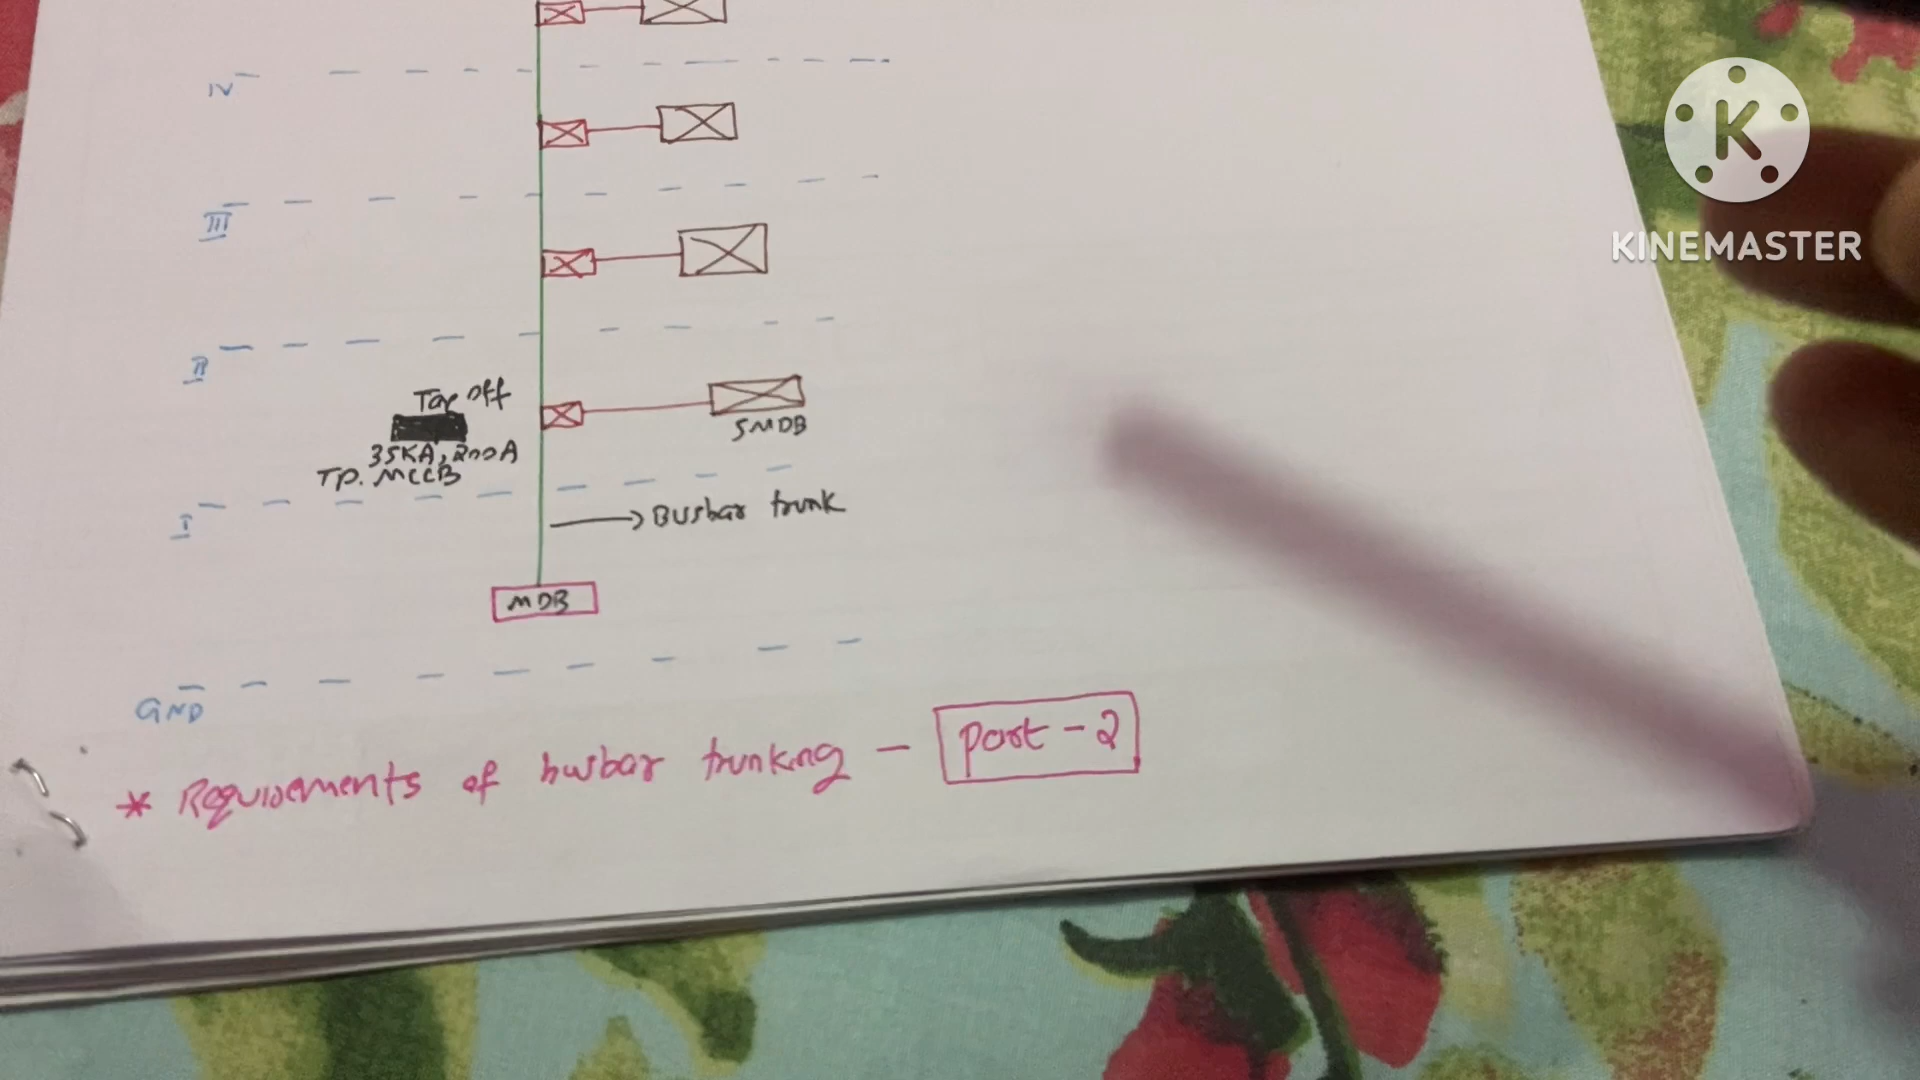 K
KINEMASTER
IV
III
II
Tap off
35KA, 200A
TP. MCCB
SMDB
I
Busbar trunk
MDB
GND
* Requirements of busbar trunking - Part - 2